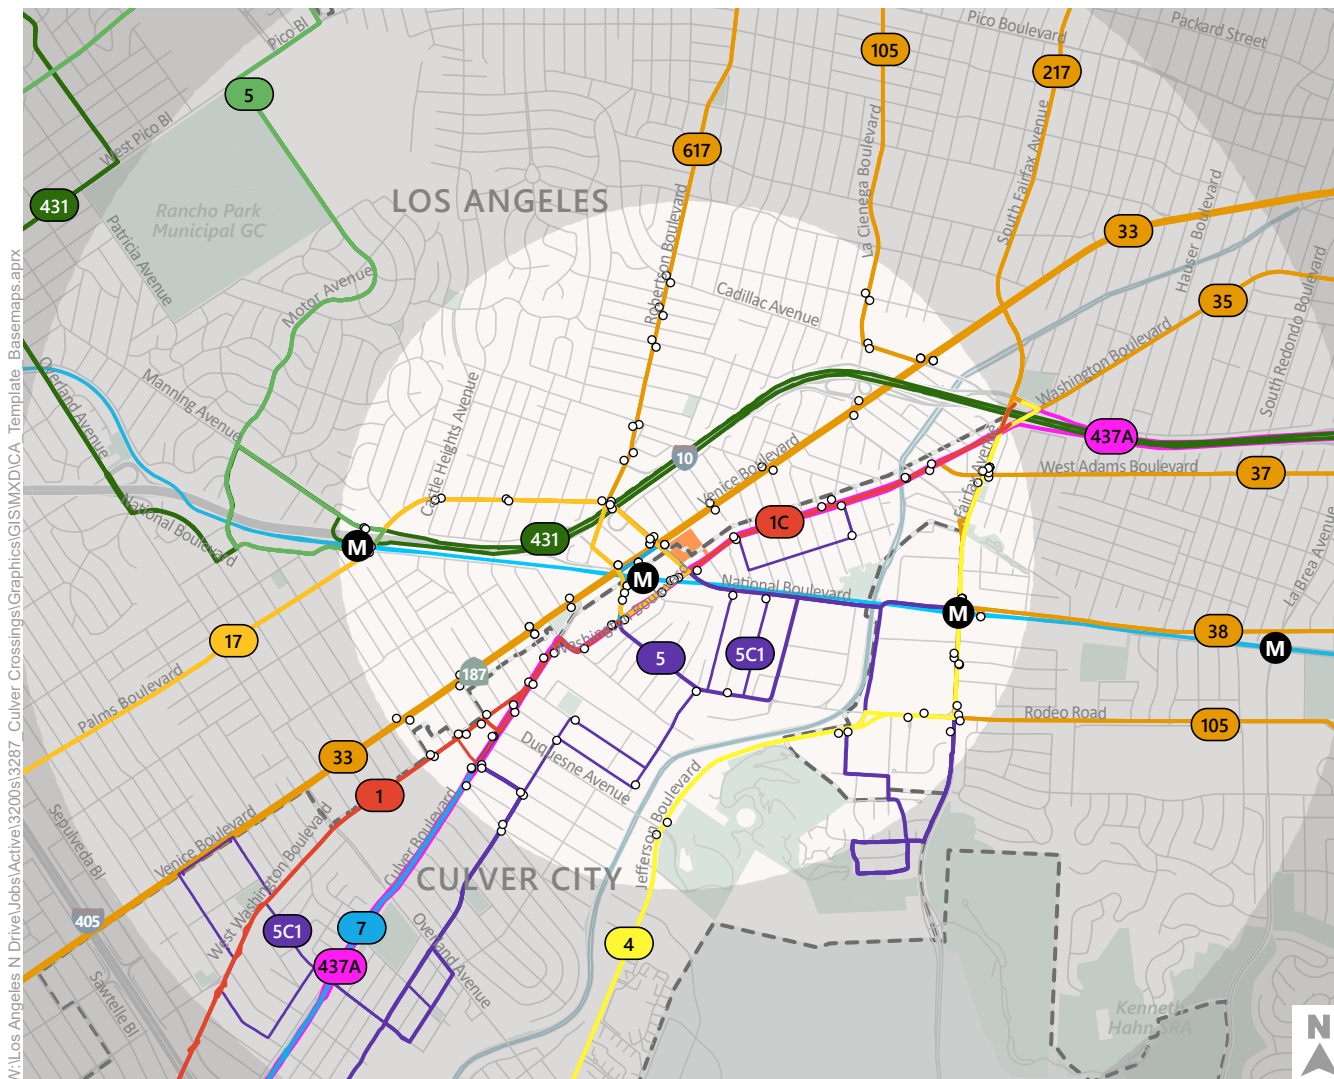 Pico Boulevard
Packard Street
Pico Bl
105
217
5
West Pico Bl
617
431
LOS ANGELES
Rancho Park
Municipal GC
Patricia Avenue
Motor Avenue
Robertson Boulevard
La Cienega Boulevard
South Fairfax Avenue
Hauser Boulevard
33
35
South Redondo Boulevard
Cadillac Avenue
Washington Boulevard
Overland Avenue
Manning Avenue
Castle Heights Avenue
10
Venice Boulevard
Fairfax Avenue
437A
West Adams Boulevard
37
National Boulevard
431
1C
M
M
National Boulevard
M
La Brea Avenue
38
M
17
Washington Boulevard
5
5C1
187
Palms Boulevard
Rodeo Road
105
33
1
Duquesne Avenue
Sepulveda Bl
Venice Boulevard
West Washington Boulevard
Culver Boulevard
Jefferson Boulevard
CULVER CITY
405
5C1
7
437A
Overland Avenue
4
Sawtelle Bl
Kenneth
Hahn SRA
N
W:\Los Angeles N Drive\Jobs\Active\3200s\3287_Culver Crossings\Graphics\GIS\MXD\CA_Template_Basemaps.aprx